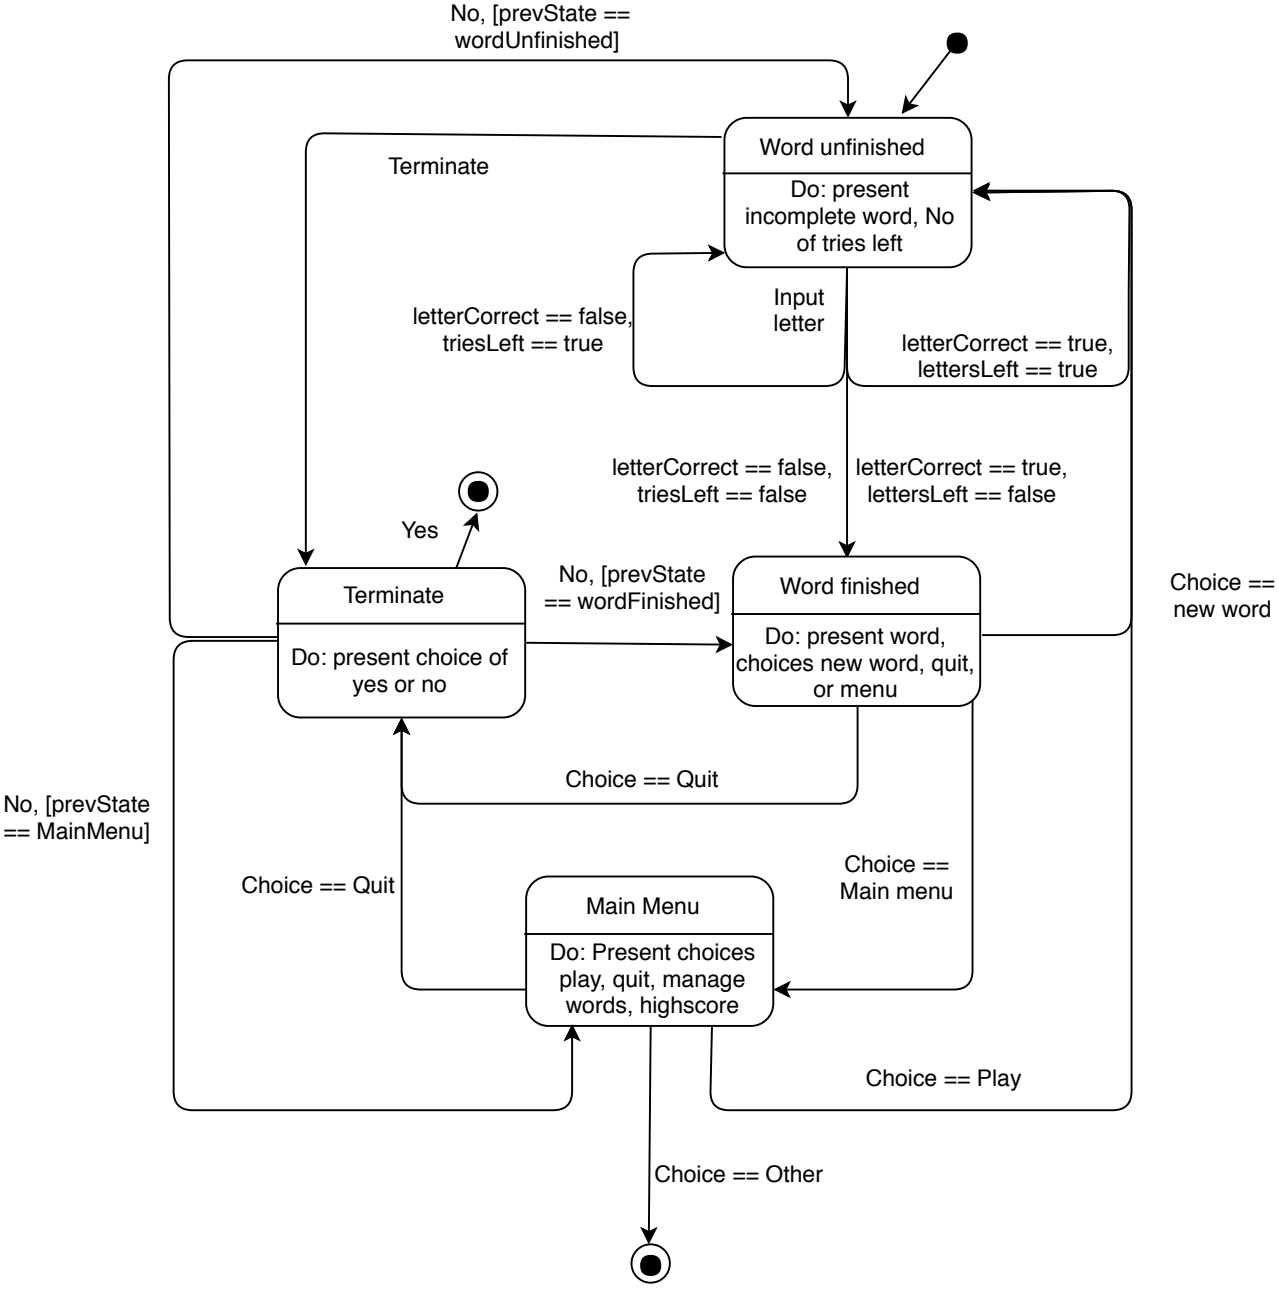 No, [prevState ==
wordUnfinished]
Word unfinished
Terminate
Do: present
incomplete word, No
of tries left
Input
letter
letterCorrect == false,
triesLeft == true
letterCorrect == true,
lettersLeft == true
letterCorrect == false,
triesLeft == false
letterCorrect == true,
lettersLeft == false
Yes
No, [prevState
== wordFinished]
Choice ==
new word
Terminate
Do: present choice of
yes or no
Word finished
Do: present word,
choices new word, quit,
or menu
Choice == Quit
No, [prevState
== MainMenu]
Choice == Quit
Choice ==
Main menu
Main Menu
Do: Present choices
play, quit, manage
words, highscore
Choice == Play
Choice == Other